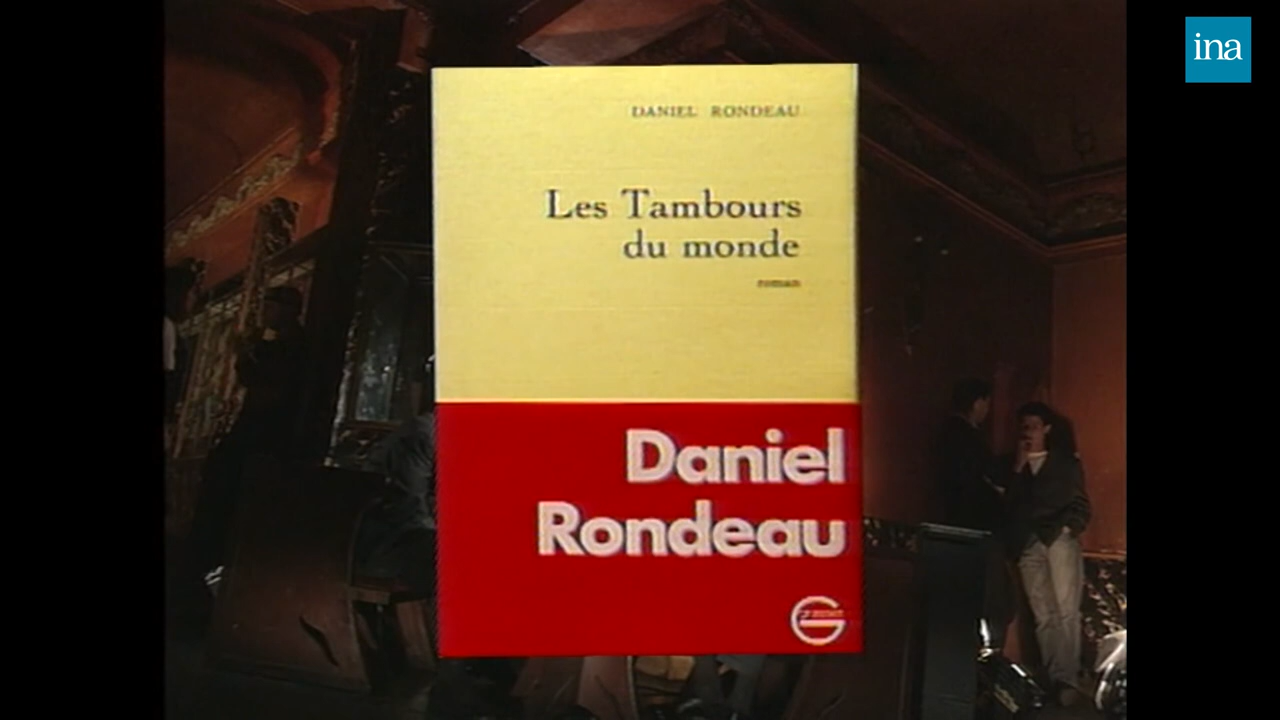 ina
DANIEL RONDEAU
Les Tambours
du monde
roman
Daniel
Rondeau